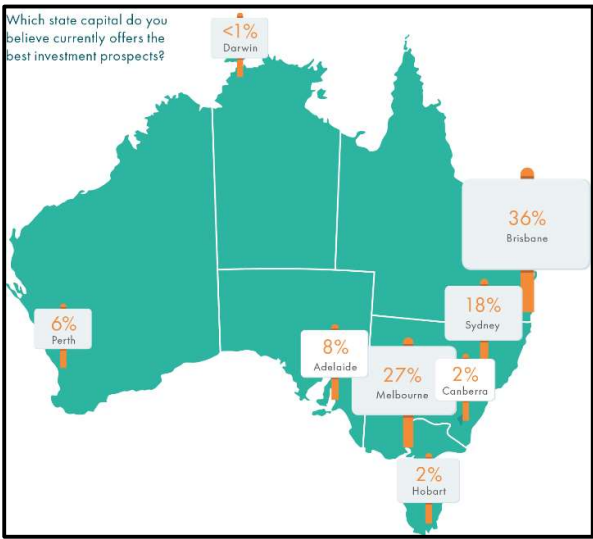 Which state capital do you
believe currently offers the
best investment prospects?
<1%
Darwin
36%
Brisbane
18%
Sydney
6%
Perth
8%
Adelaide
27%
Melbourne
2%
Canberra
2%
Hobart